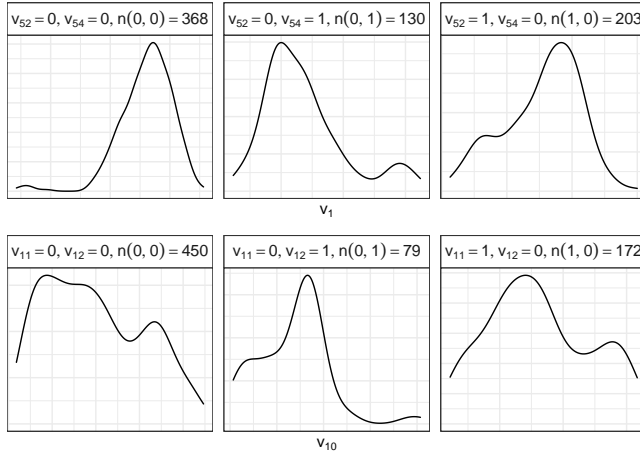 v52 = 0, v54 = 0, n(0, 0) = 368
v52 = 0, v54 = 1, n(0, 1) = 130
v52 = 1, v54 = 0, n(1, 0) = 203
v1
v11 = 0, v12 = 0, n(0, 0) = 450
v11 = 0, v12 = 1, n(0, 1) = 79
v11 = 1, v12 = 0, n(1, 0) = 172
v10